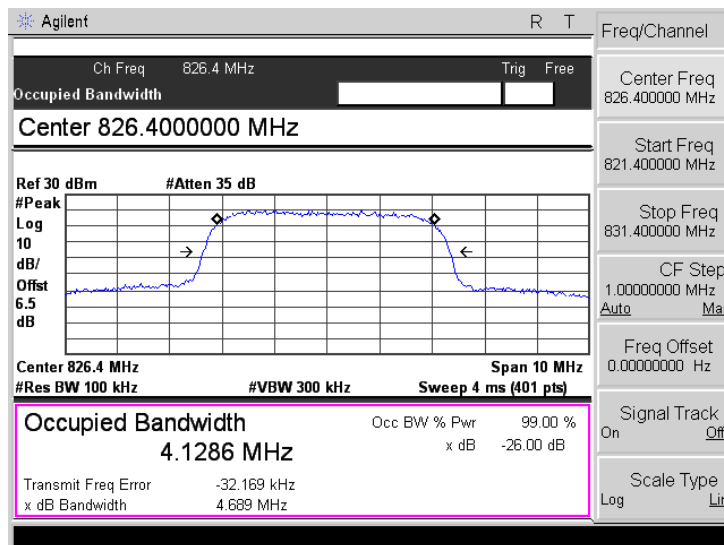 Agilent R T
Freq/Channel
Ch Freq 826.4 MHz Trig Free
Occupied Bandwidth
Center 826.4000000 MHz
Ref 30 dBm #Atten 35 dB
#Peak
Log
10
dB/
Offst
6.5
dB
Center 826.4 MHz Span 10 MHz
#Res BW 100 kHz #VBW 300 kHz Sweep 4 ms (401 pts)
Occupied Bandwidth
4.1286 MHz
Occ BW % Pwr 99.00 %
x dB -26.00 dB
Transmit Freq Error -32.169 kHz
x dB Bandwidth 4.689 MHz
Center Freq
826.400000 MHz
Start Freq
821.400000 MHz
Stop Freq
831.400000 MHz
CF Step
1.00000000 MHz
Auto Ma
Freq Offset
0.00000000 Hz
Signal Track
On Off
Scale Type
Log Lin